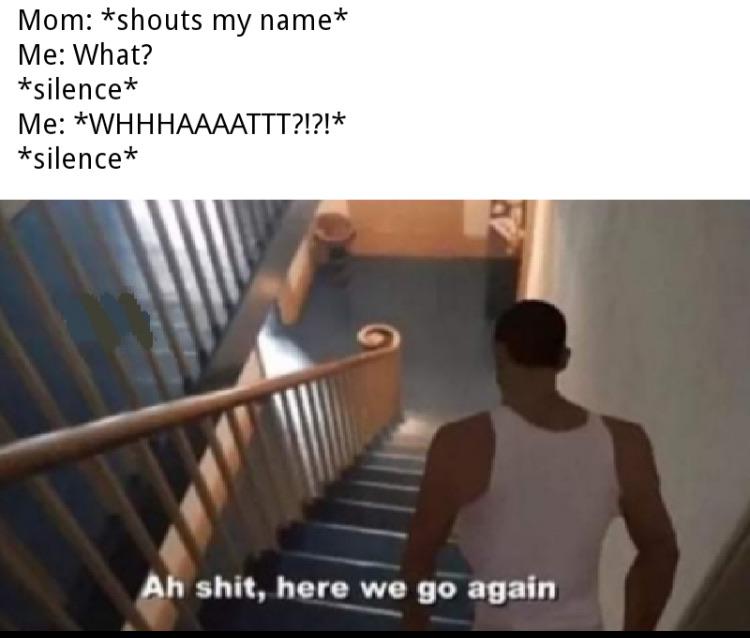 Mom: *shouts my name*
Me: What?
*silence*
Me: *WHHHAAAATTT?!?!*
*silence*
Ah shit, here we go again